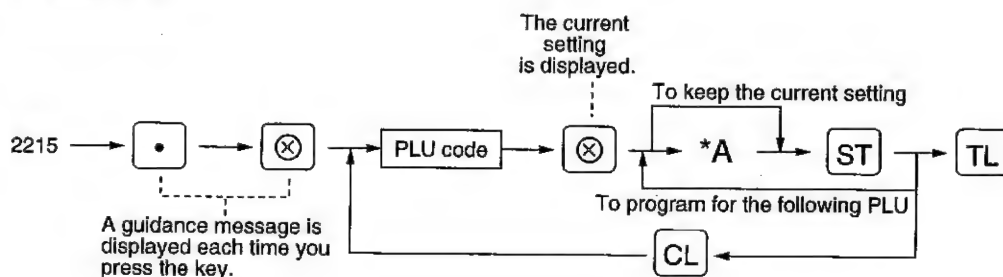 The current
setting
is displayed.
To keep the current setting
2215
•
⊗
PLU code
⊗
*A
ST
TL
To program for the following PLU
A guidance message is
displayed each time you
press the key.
CL